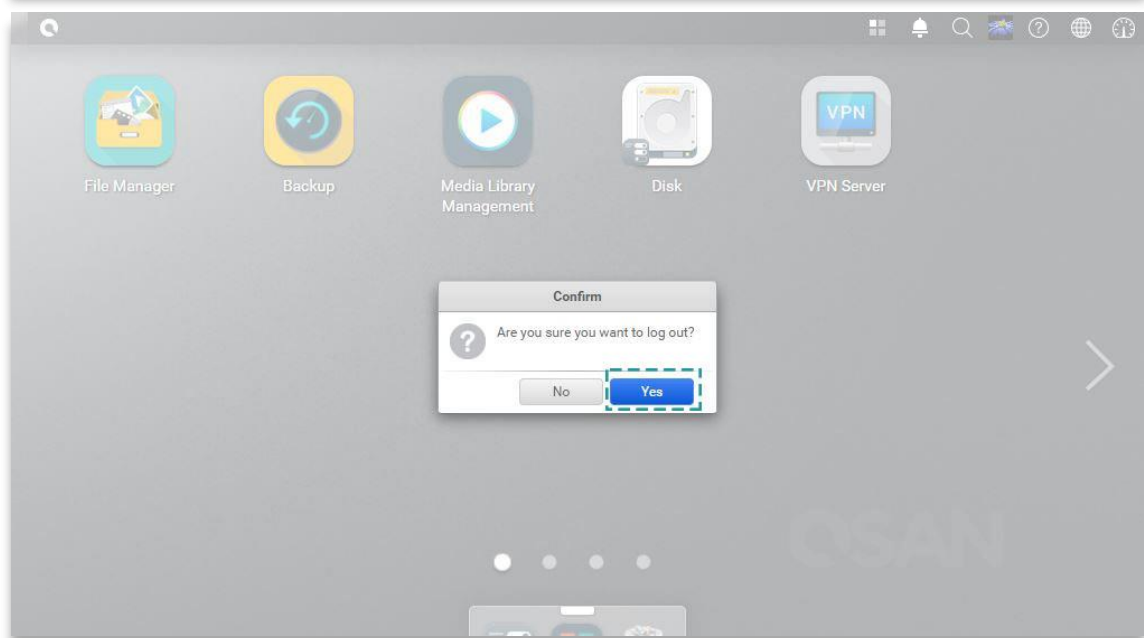 VPN
File Manager
Backup
Media Library
Management
Disk
VPN Server
Confirm
Are you sure you want to log out?
No
Yes
QSAN